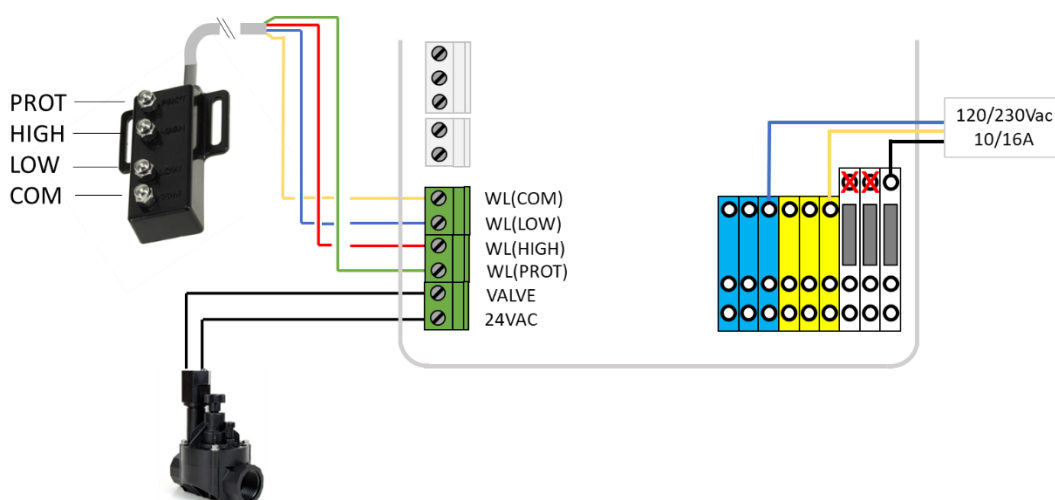 PROT
HIGH
LOW
COM
WL(COM)
WL(LOW)
WL(HIGH)
WL(PROT)
VALVE
24VAC
120/230Vac
10/16A